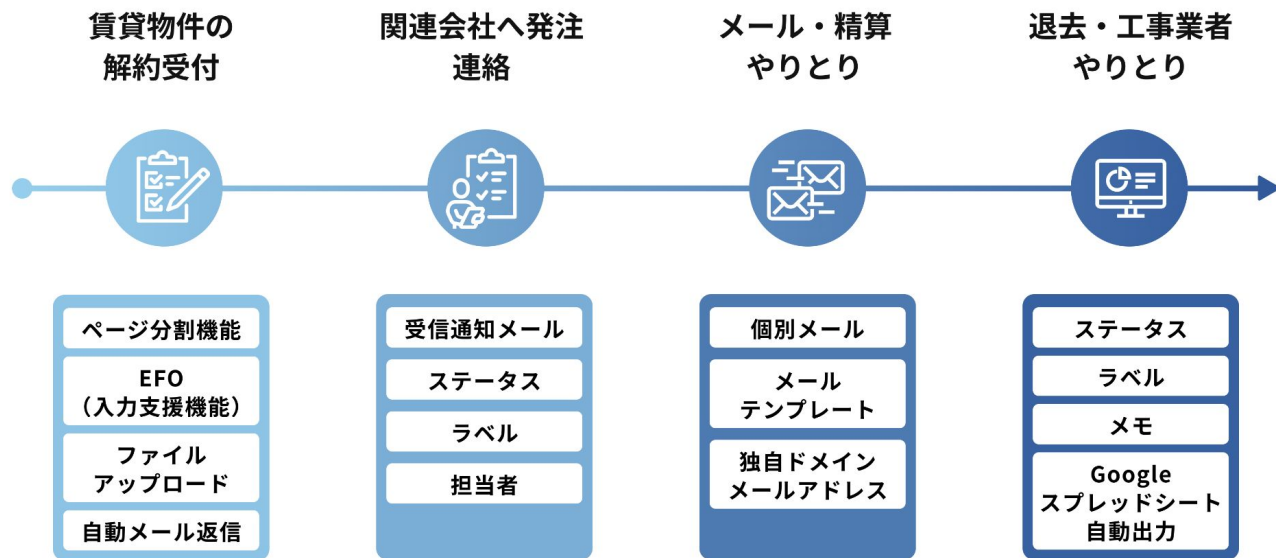 賃貸物件の
解約受付
関連会社へ発注
連絡
メール・精算
やりとり
退去・工事業者
やりとり
ページ分割機能
EFO
（入力支援機能）
ファイル
アップロード
自動メール返信
受信通知メール
ステータス
ラベル
担当者
個別メール
メール
テンプレート
独自ドメイン
メールアドレス
ステータス
ラベル
メモ
Google
スプレッドシート
自動出力